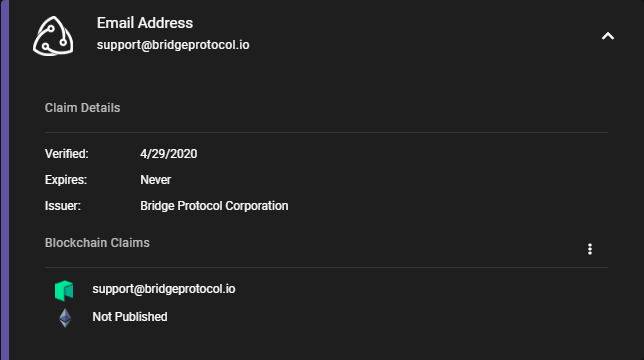 Email Address
support@bridgeprotocol.io
Claim Details
Verified: 4/29/2020
Expires: Never
Issuer: Bridge Protocol Corporation
Blockchain Claims
support@bridgeprotocol.io
Not Published